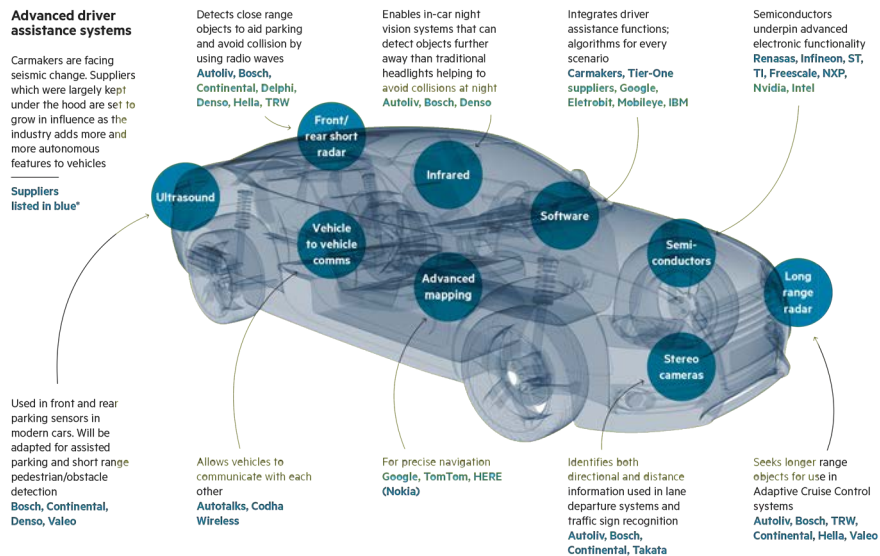 Advanced driver
assistance systems
Carmakers are facing
seismic change. Suppliers
which were largely kept
under the hood are set to
grow in influence as the
industry adds more and
more autonomous
features to vehicles
Suppliers
listed in blue*
Detects close range
objects to aid parking
and avoid collision by
using radio waves
Autoliv, Bosch,
Continental, Delphi,
Denso, Hella, TRW
Enables in-car night
vision systems that can
detect objects further
away than traditional
headlights helping to
avoid collisions at night
Autoliv, Bosch, Denso
Integrates driver
assistance functions;
algorithms for every
scenario
Carmakers, Tier-One
suppliers, Google,
Eletrobit, Mobileye, IBM
Semiconductors
underpin advanced
electronic functionality
Renasas, Infineon, ST,
TI, Freescale, NXP,
Nvidia, Intel
Front/
rear short
radar
Infrared
Ultrasound
Software
Vehicle
to vehicle
comms
Semi-
conductors
Advanced
mapping
Long
range
radar
Stereo
cameras
Used in front and rear
parking sensors in
modern cars. Will be
adapted for assisted
parking and short range
pedestrian/obstacle
detection
Bosch, Continental,
Denso, Valeo
Allows vehicles to
communicate with each
other
Autotalks, Codha
Wireless
For precise navigation
Google, TomTom, HERE
(Nokia)
Identifies both
directional and distance
information used in lane
departure systems and
traffic sign recognition
Autoliv, Bosch,
Continental, Takata
Seeks longer range
objects for use in
Adaptive Cruise Control
systems
Autoliv, Bosch, TRW,
Continental, Hella, Valeo